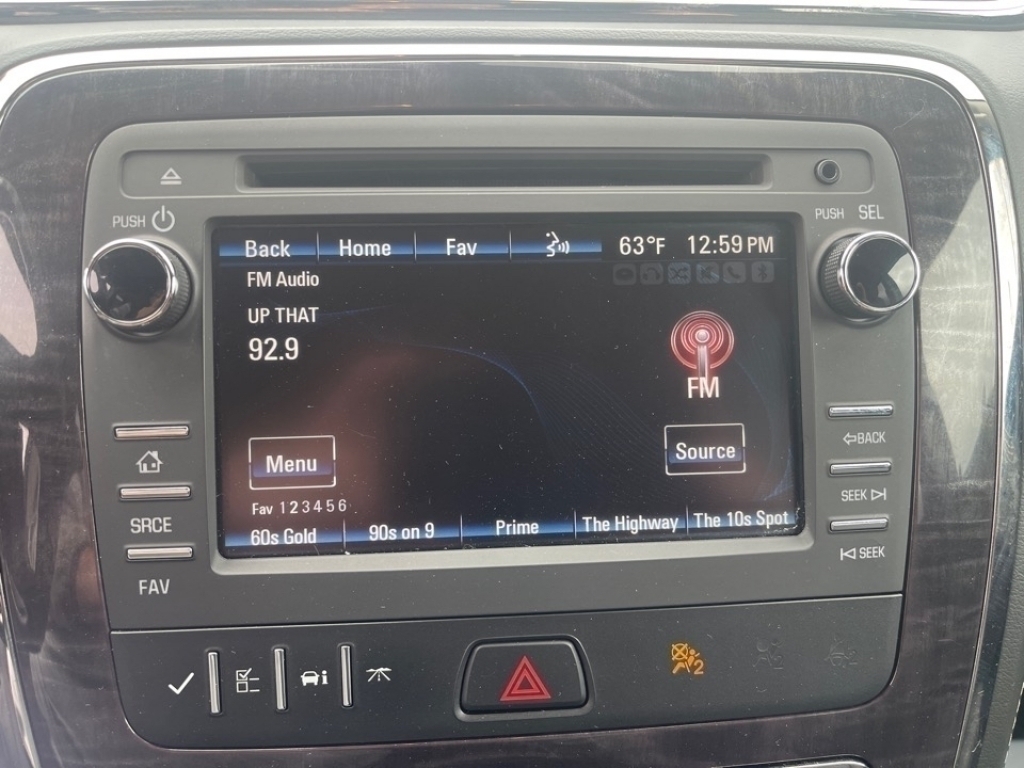 PUSH
PUSH SEL
Back Home Fav 63°F 12:59 PM
FM Audio
UP THAT
92.9
FM
Menu
Source
Fav 1 2 3 4 5 6
60s Gold 90s on 9 Prime The Highway The 10s Spot
SRCE
FAV
BACK
SEEK
SEEK
i
2